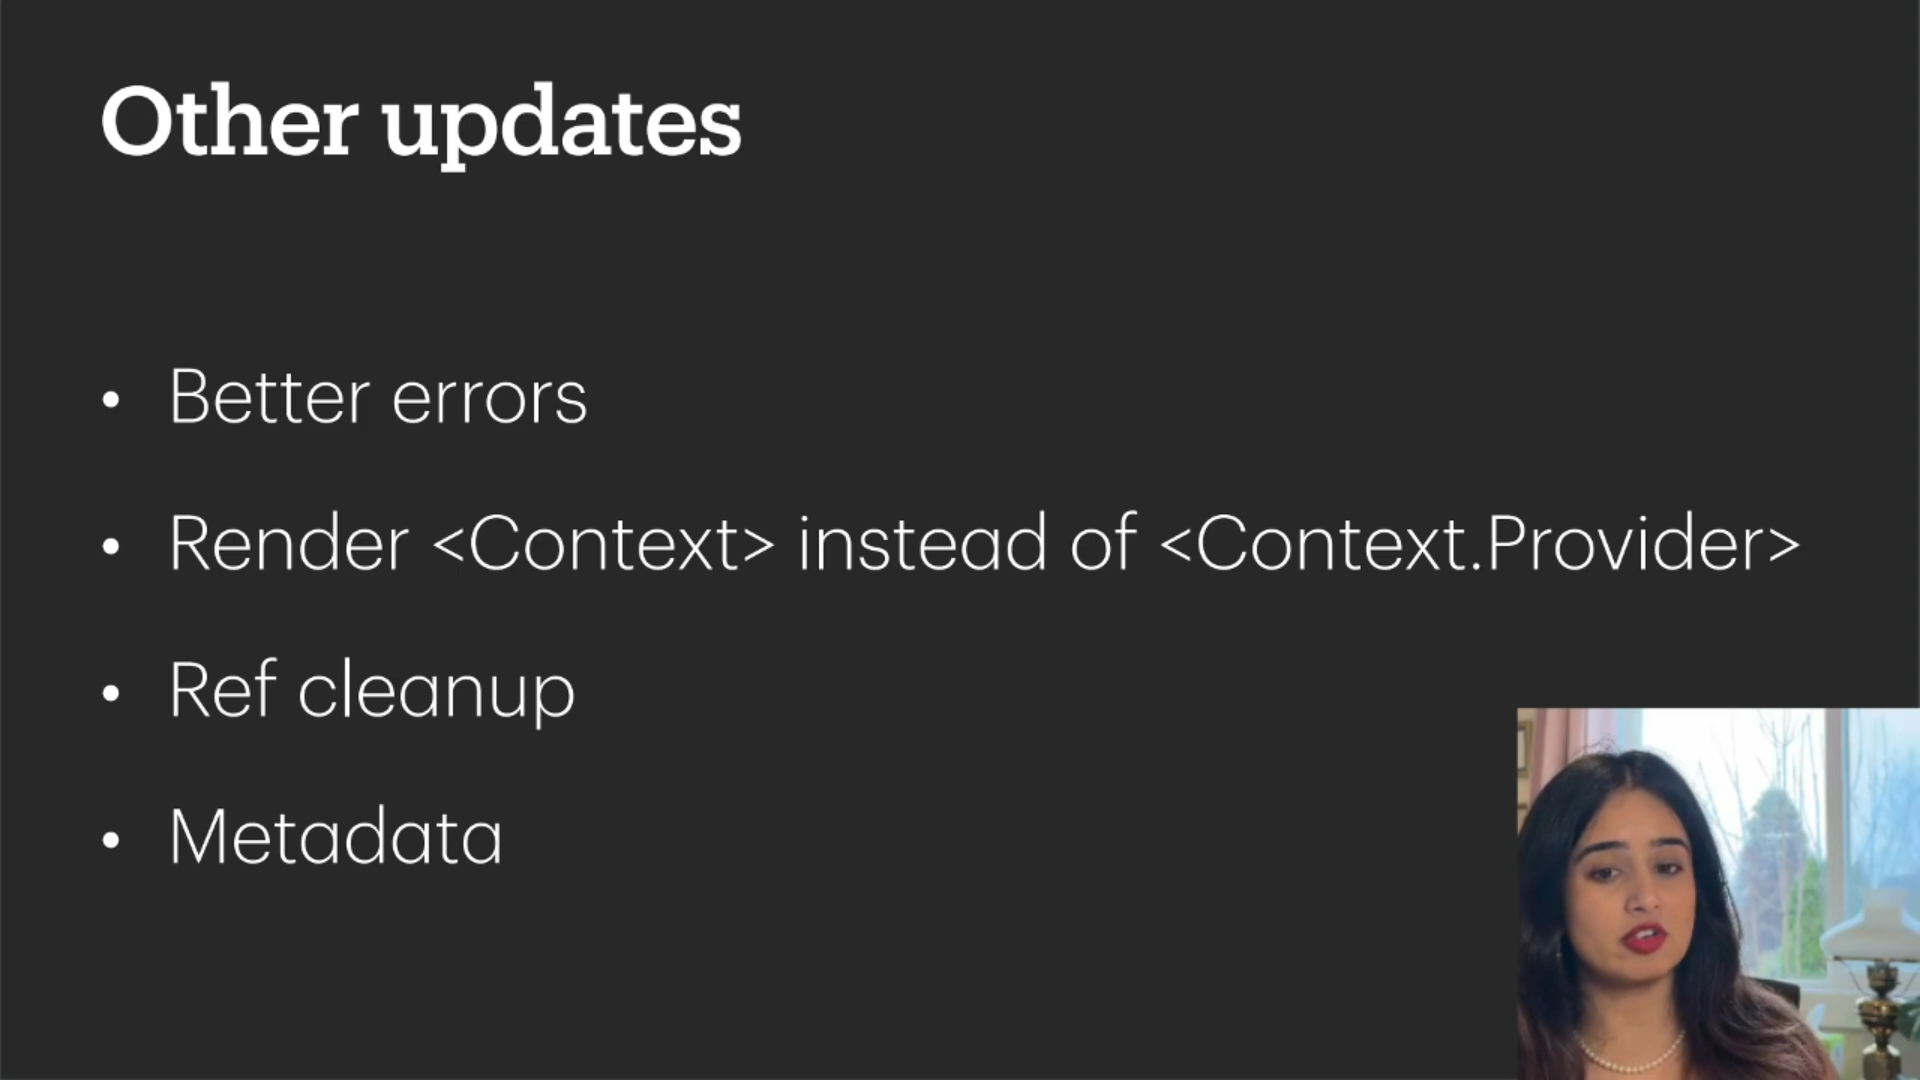 Other updates
• Better errors
• Render <Context> instead of <Context.Provider>
• Ref cleanup
• Metadata